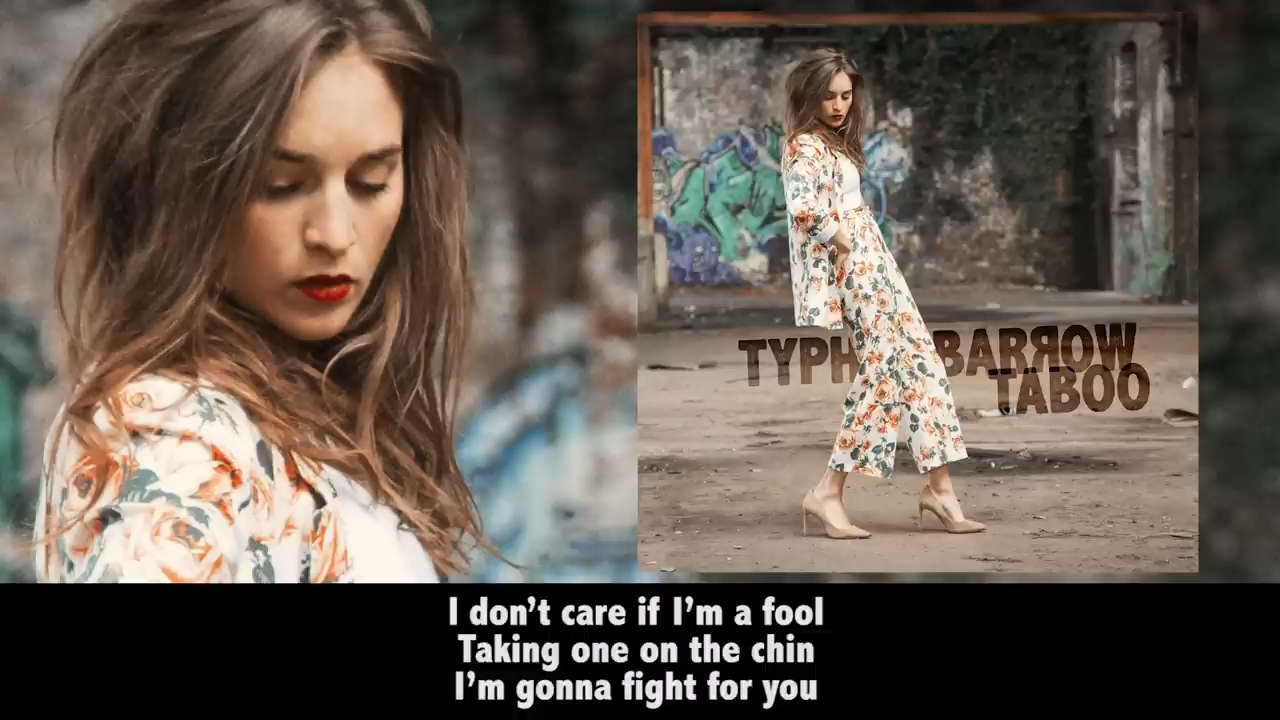 TYPH BARROW
TABOO
I don't care if I'm a fool
Taking one on the chin
I'm gonna fight for you